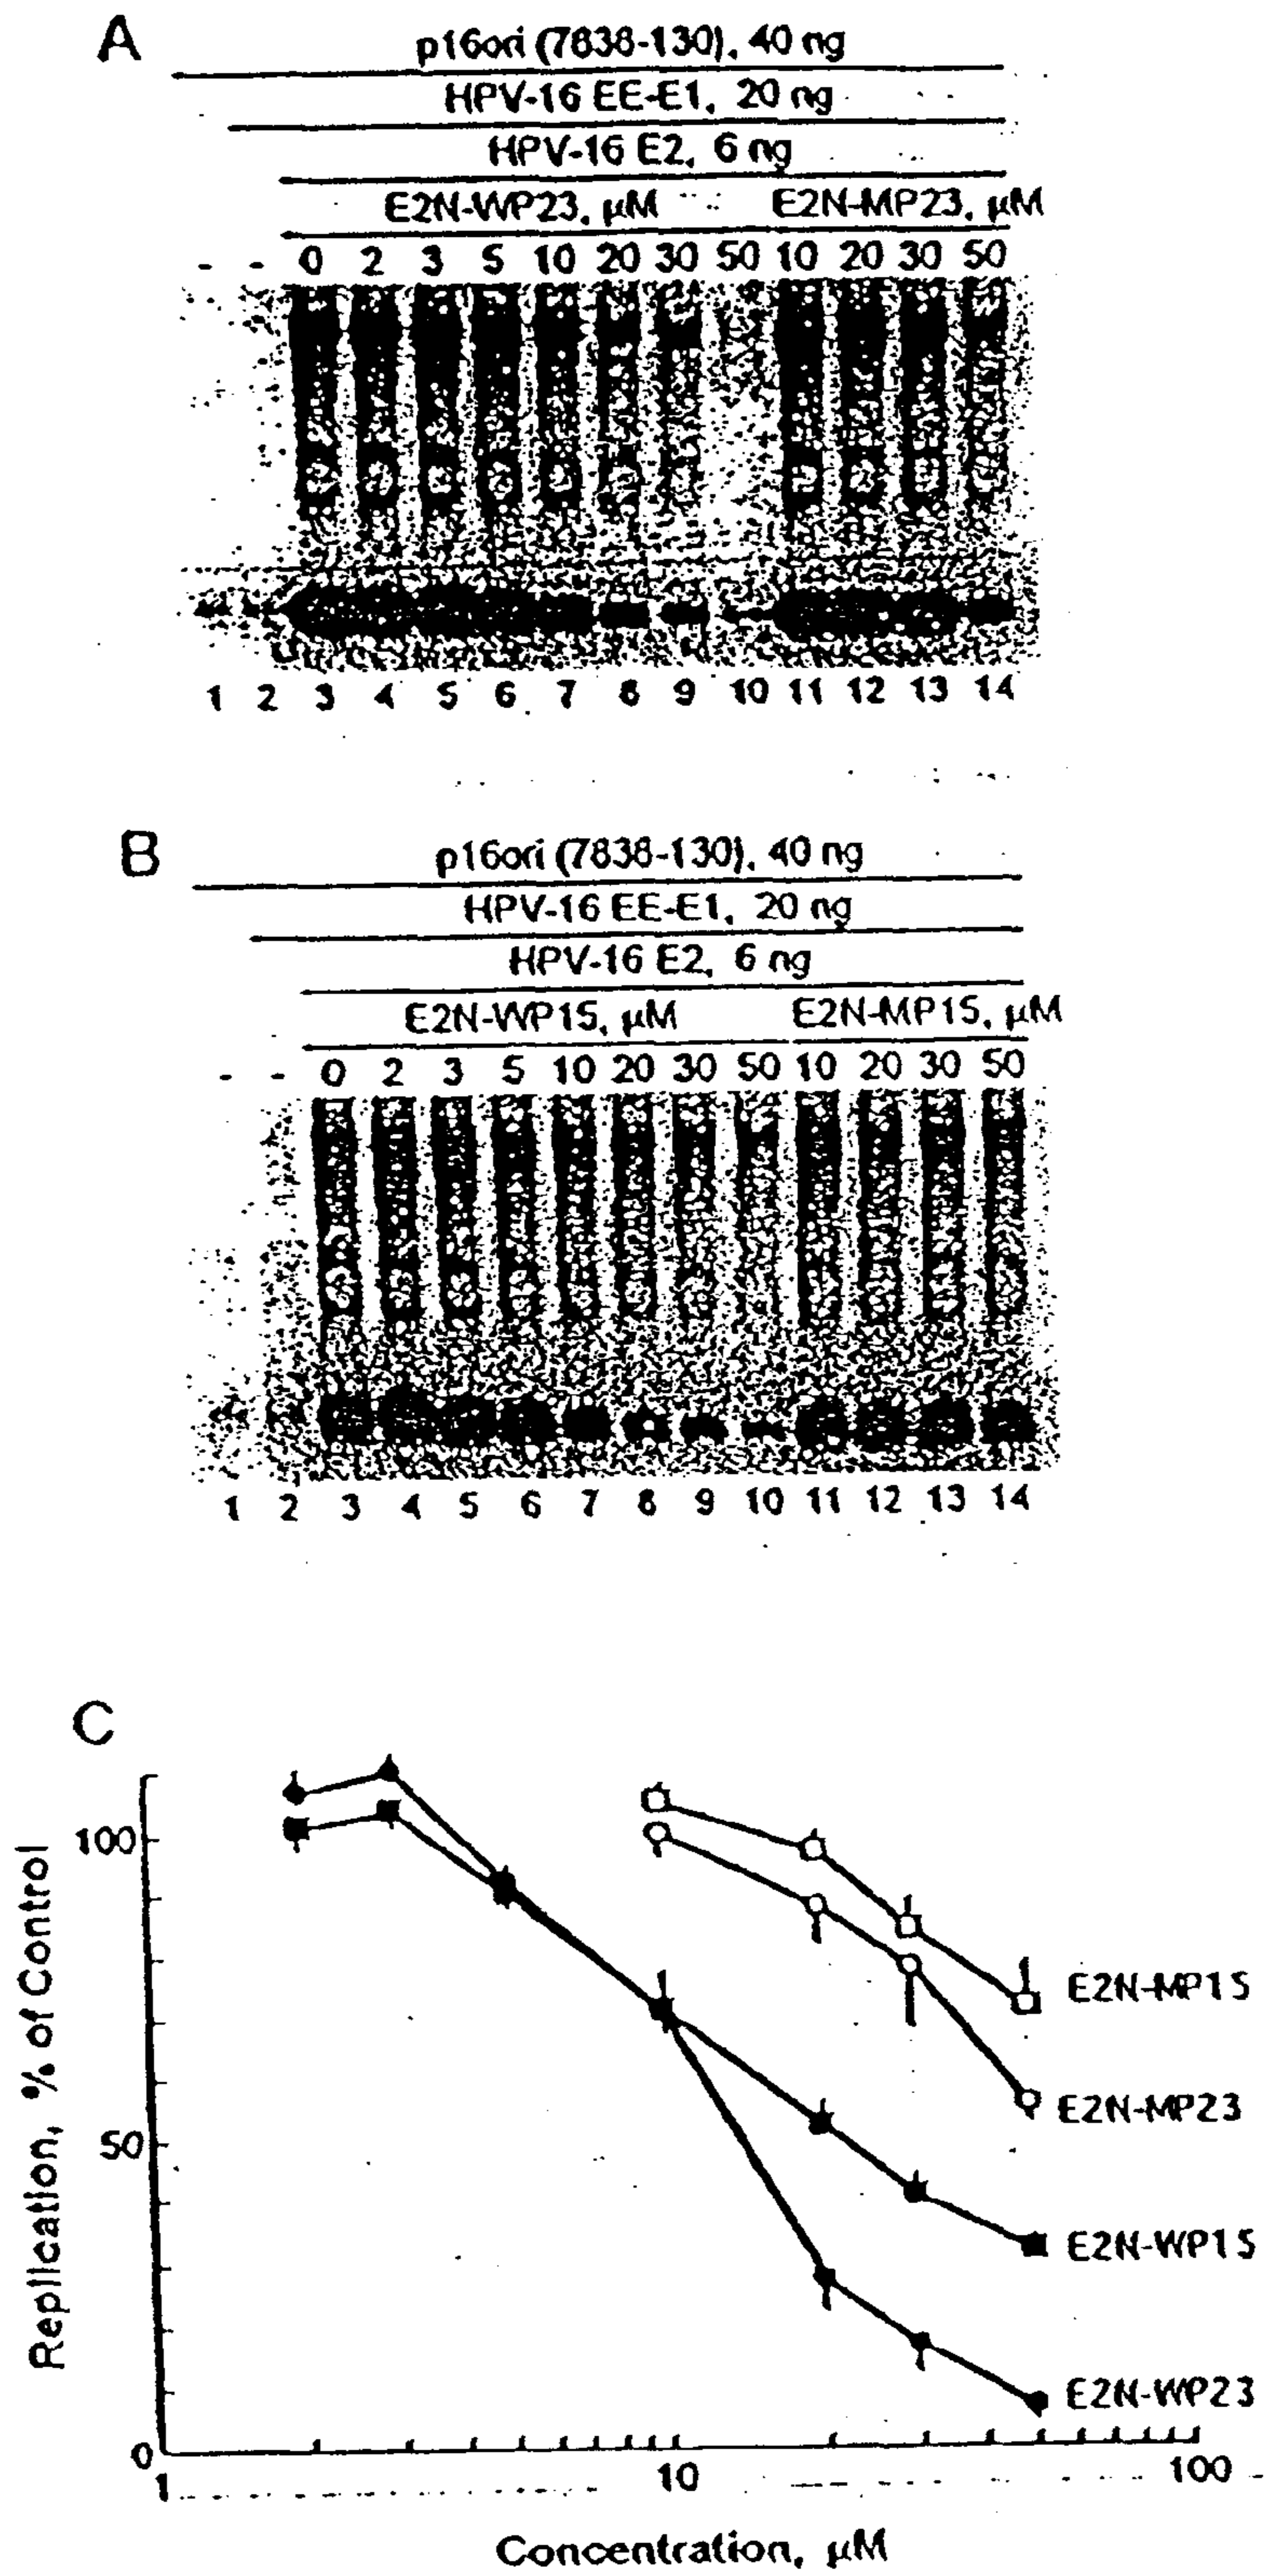 A
p16ori (7838-130), 40 ng
HPV-16 EE-E1, 20 ng
HPV-16 E2, 6 ng
E2N-WP23, µM E2N-MP23, µM
- - 0 2 3 5 10 20 30 50 10 20 30 50
1 2 3 4 5 6 7 8 9 10 11 12 13 14
B
p16ori (7838-130), 40 ng
HPV-16 EE-E1, 20 ng
HPV-16 E2, 6 ng
E2N-WP15, µM E2N-MP15, µM
- - 0 2 3 5 10 20 30 50 10 20 30 50
1 2 3 4 5 6 7 8 9 10 11 12 13 14
C
Replication, % of Control
100
50
0
E2N-MP15
E2N-MP23
E2N-WP15
E2N-WP23
1 10 100
Concentration, µM